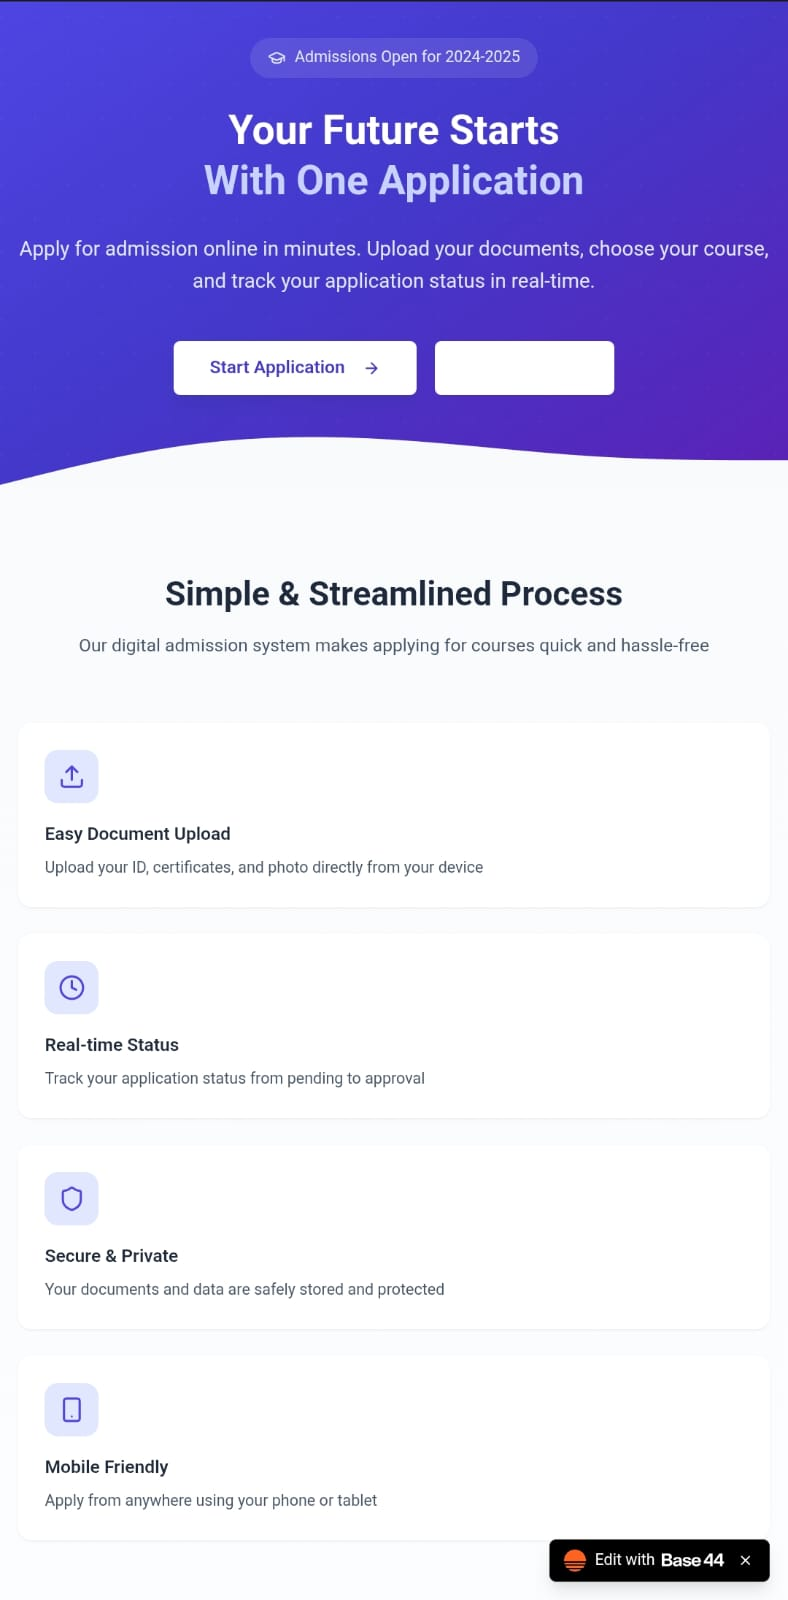 Admissions Open for 2024-2025
Your Future Starts
With One Application
Apply for admission online in minutes. Upload your documents, choose your course,
and track your application status in real-time.
Start Application
Simple & Streamlined Process
Our digital admission system makes applying for courses quick and hassle-free
Easy Document Upload
Upload your ID, certificates, and photo directly from your device
Real-time Status
Track your application status from pending to approval
Secure & Private
Your documents and data are safely stored and protected
Mobile Friendly
Apply from anywhere using your phone or tablet
Edit with Base44